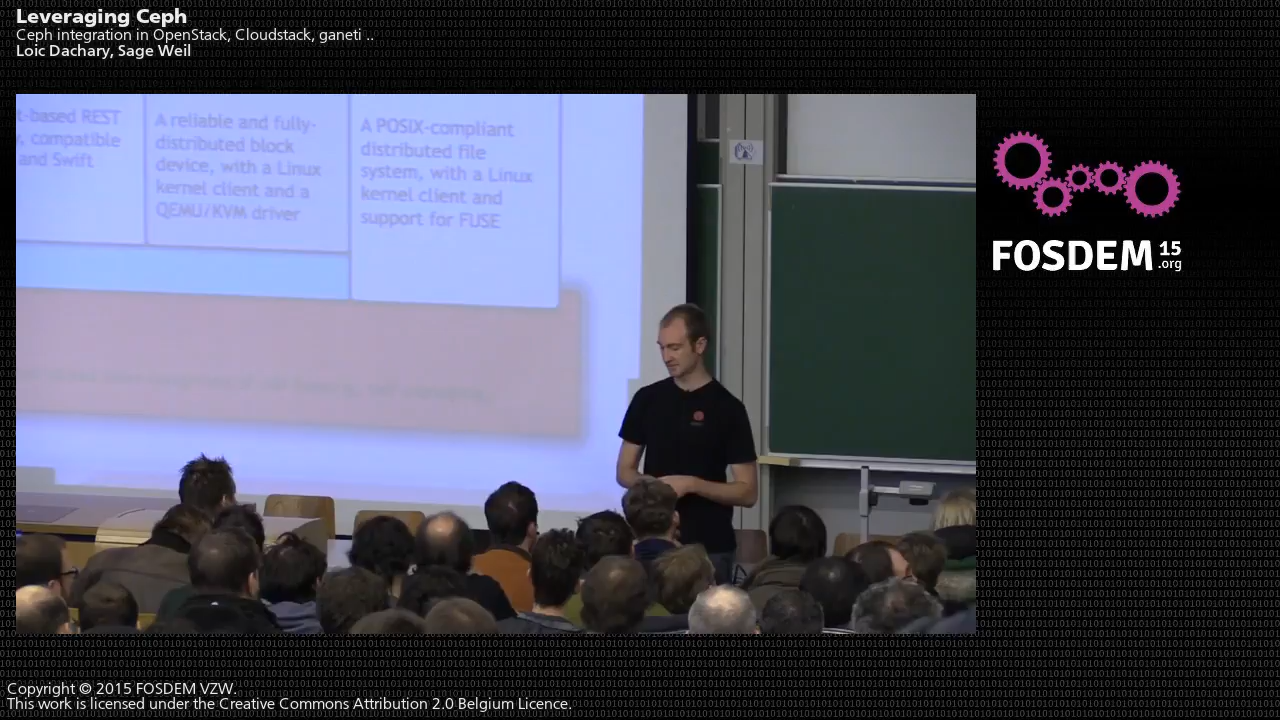 Leveraging Ceph
Ceph integration in OpenStack, Cloudstack, ganeti ..
Loic Dachary, Sage Weil
t-based REST
, compatible
and Swift
A reliable and fully-
distributed block
device, with a Linux
kernel client and a
QEMU/KVM driver
A POSIX-compliant
distributed file
system, with a Linux
kernel client and
support for FUSE
FOSDEM 15
.org
Copyright © 2015 FOSDEM VZW.
This work is licensed under the Creative Commons Attribution 2.0 Belgium Licence.